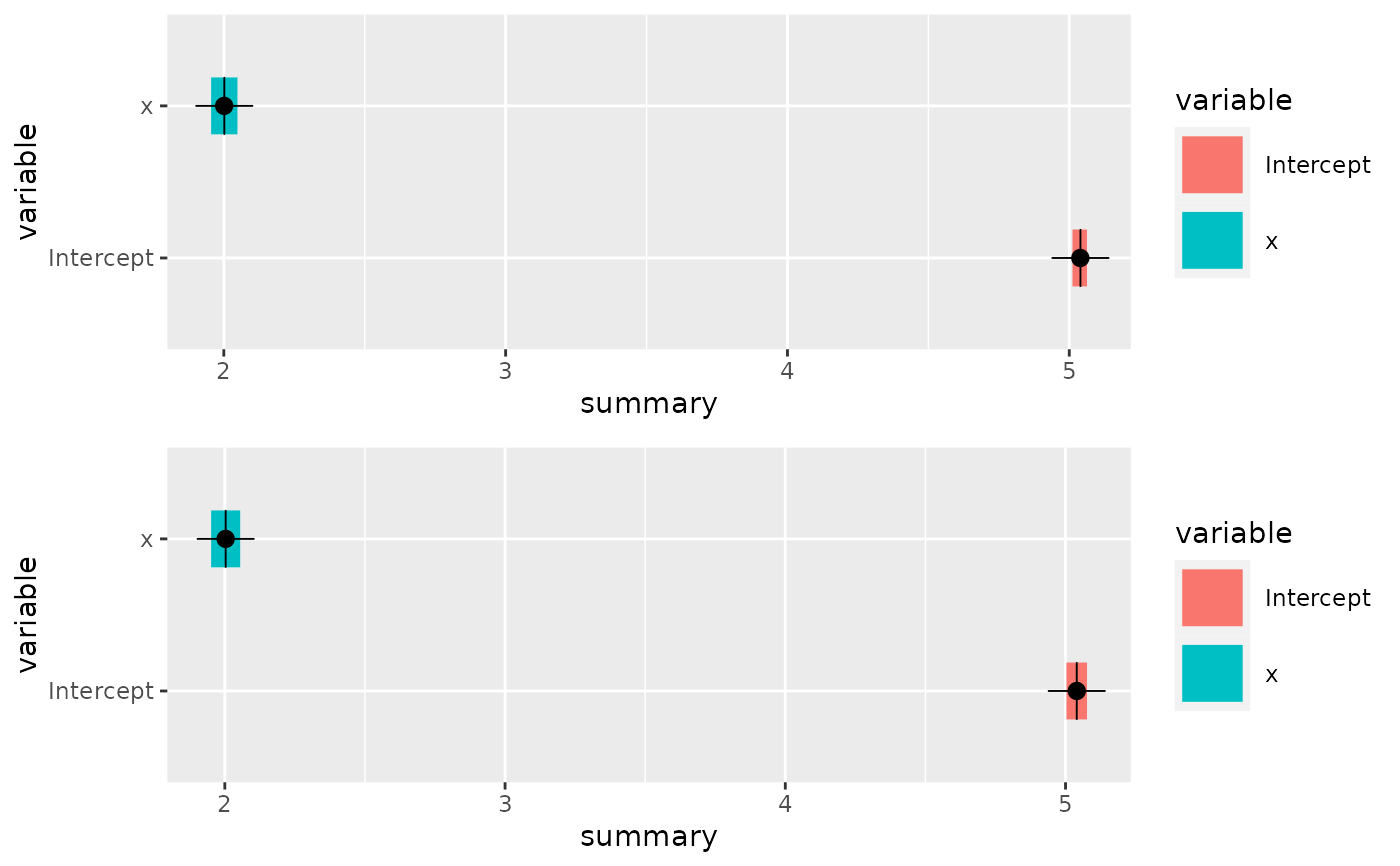 variable
x
Intercept
2 3 4 5
summary
variable
Intercept
x
variable
x
Intercept
2 3 4 5
summary
variable
Intercept
x